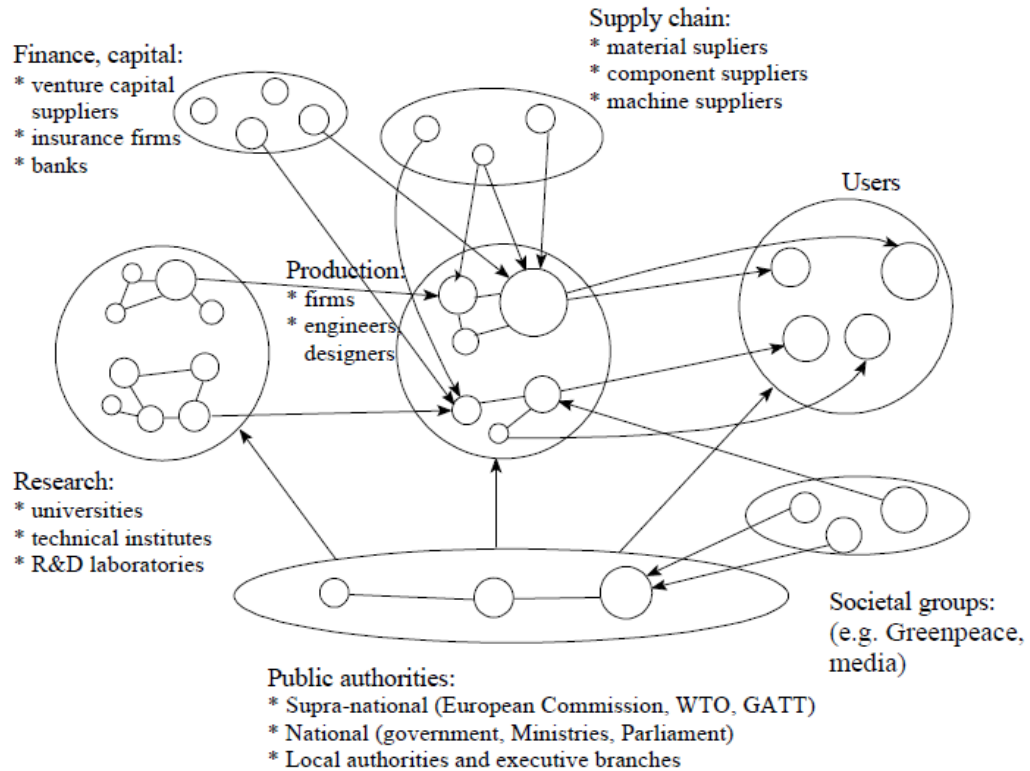 Supply chain:
* material supliers
* component suppliers
* machine suppliers
Finance, capital:
* venture capital
suppliers
* insurance firms
* banks
Users
Production:
* firms
* engineers,
designers
Research:
* universities
* technical institutes
* R&D laboratories
Societal groups:
(e.g. Greenpeace,
media)
Public authorities:
* Supra-national (European Commission, WTO, GATT)
* National (government, Ministries, Parliament)
* Local authorities and executive branches